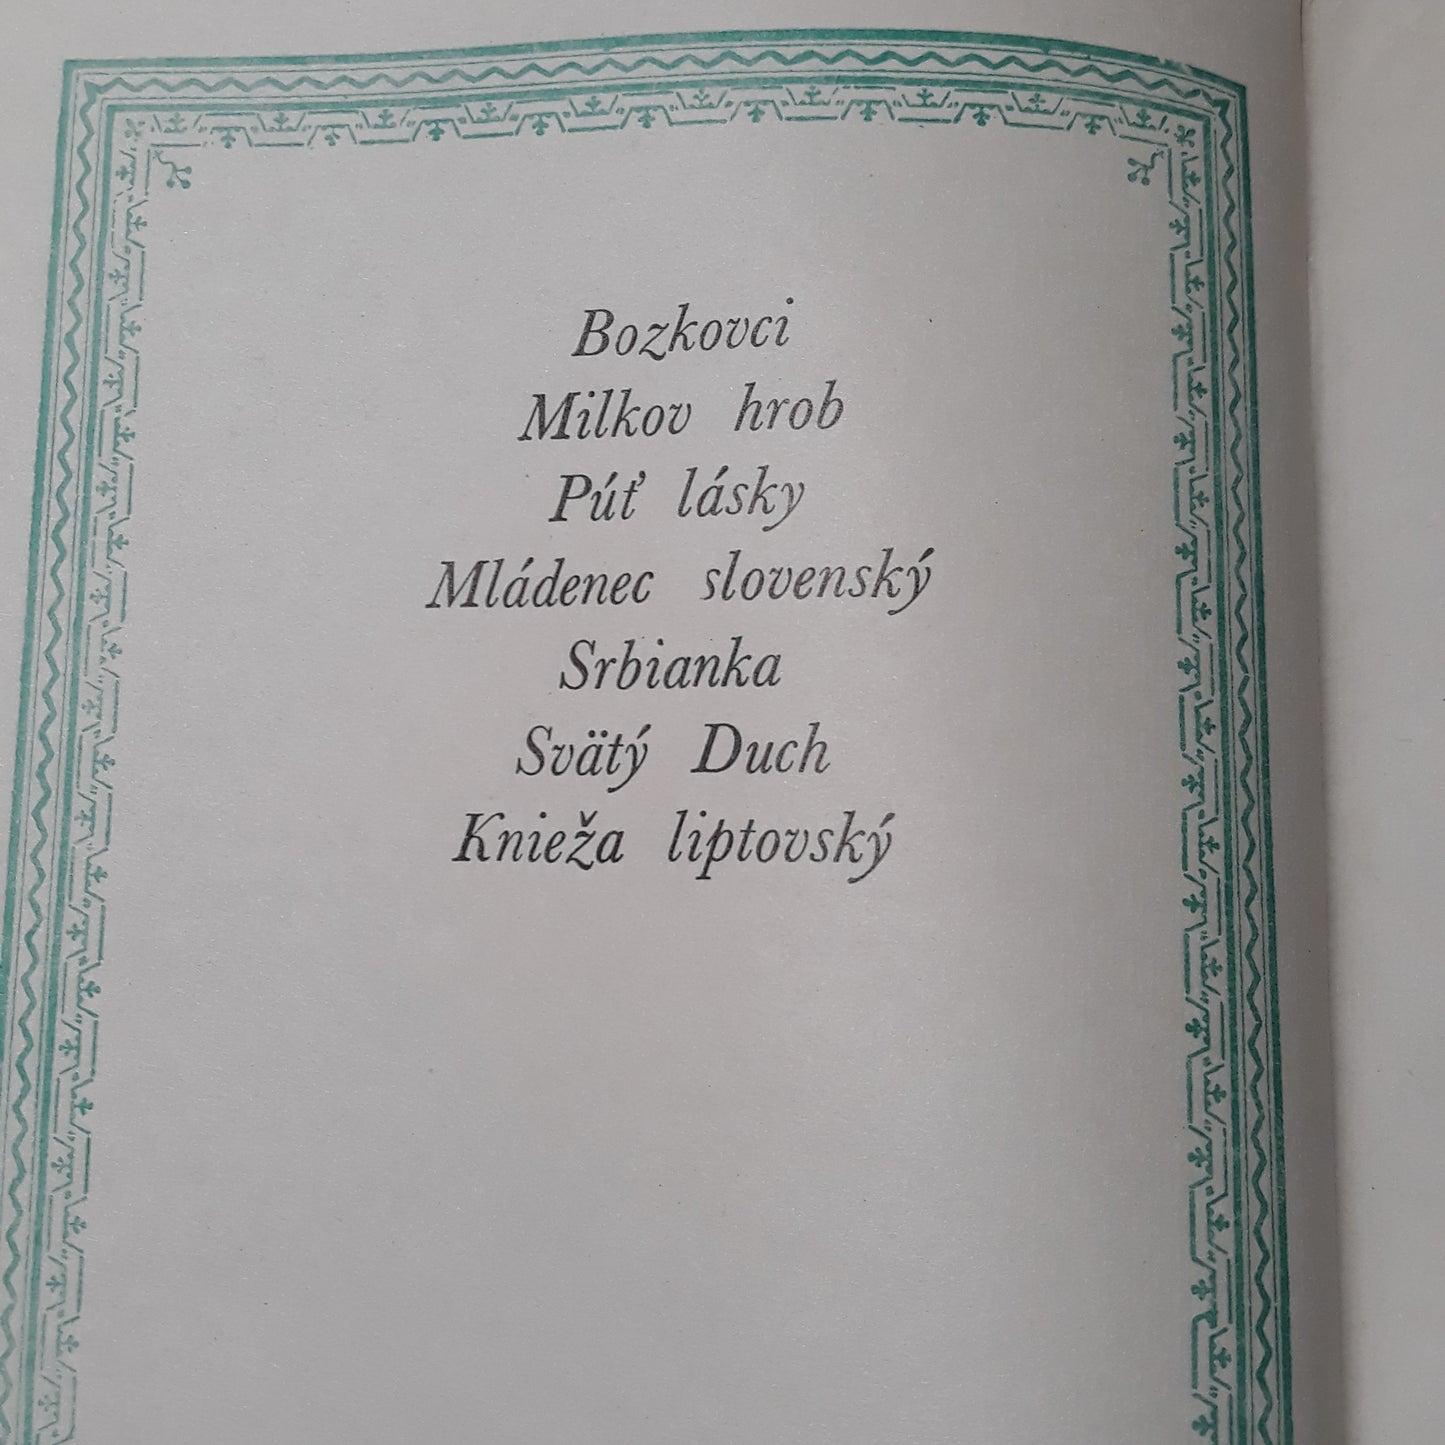 Bozkovci
Milkov hrob
Púť lásky
Mládenec slovenský
Srbianka
Svätý Duch
Knieža liptovský